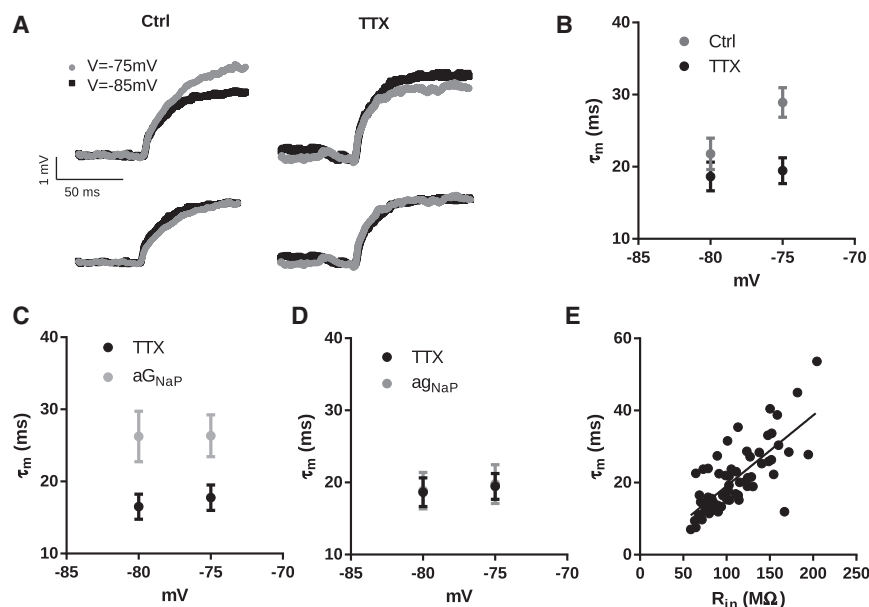 A
Ctrl
TTX
V=-75mV
V=-85mV
1 mV
50 ms
B
Ctrl
TTX
τm (ms)
40
30
20
10
-85
-80
-75
-70
mV
C
TTX
aGNaP
τm (ms)
40
30
20
10
-85
-80
-75
-70
mV
D
TTX
agNaP
τm (ms)
40
30
20
10
-85
-80
-75
-70
mV
E
τm (ms)
60
40
20
0
0
50
100
150
200
250
Rin (MΩ)